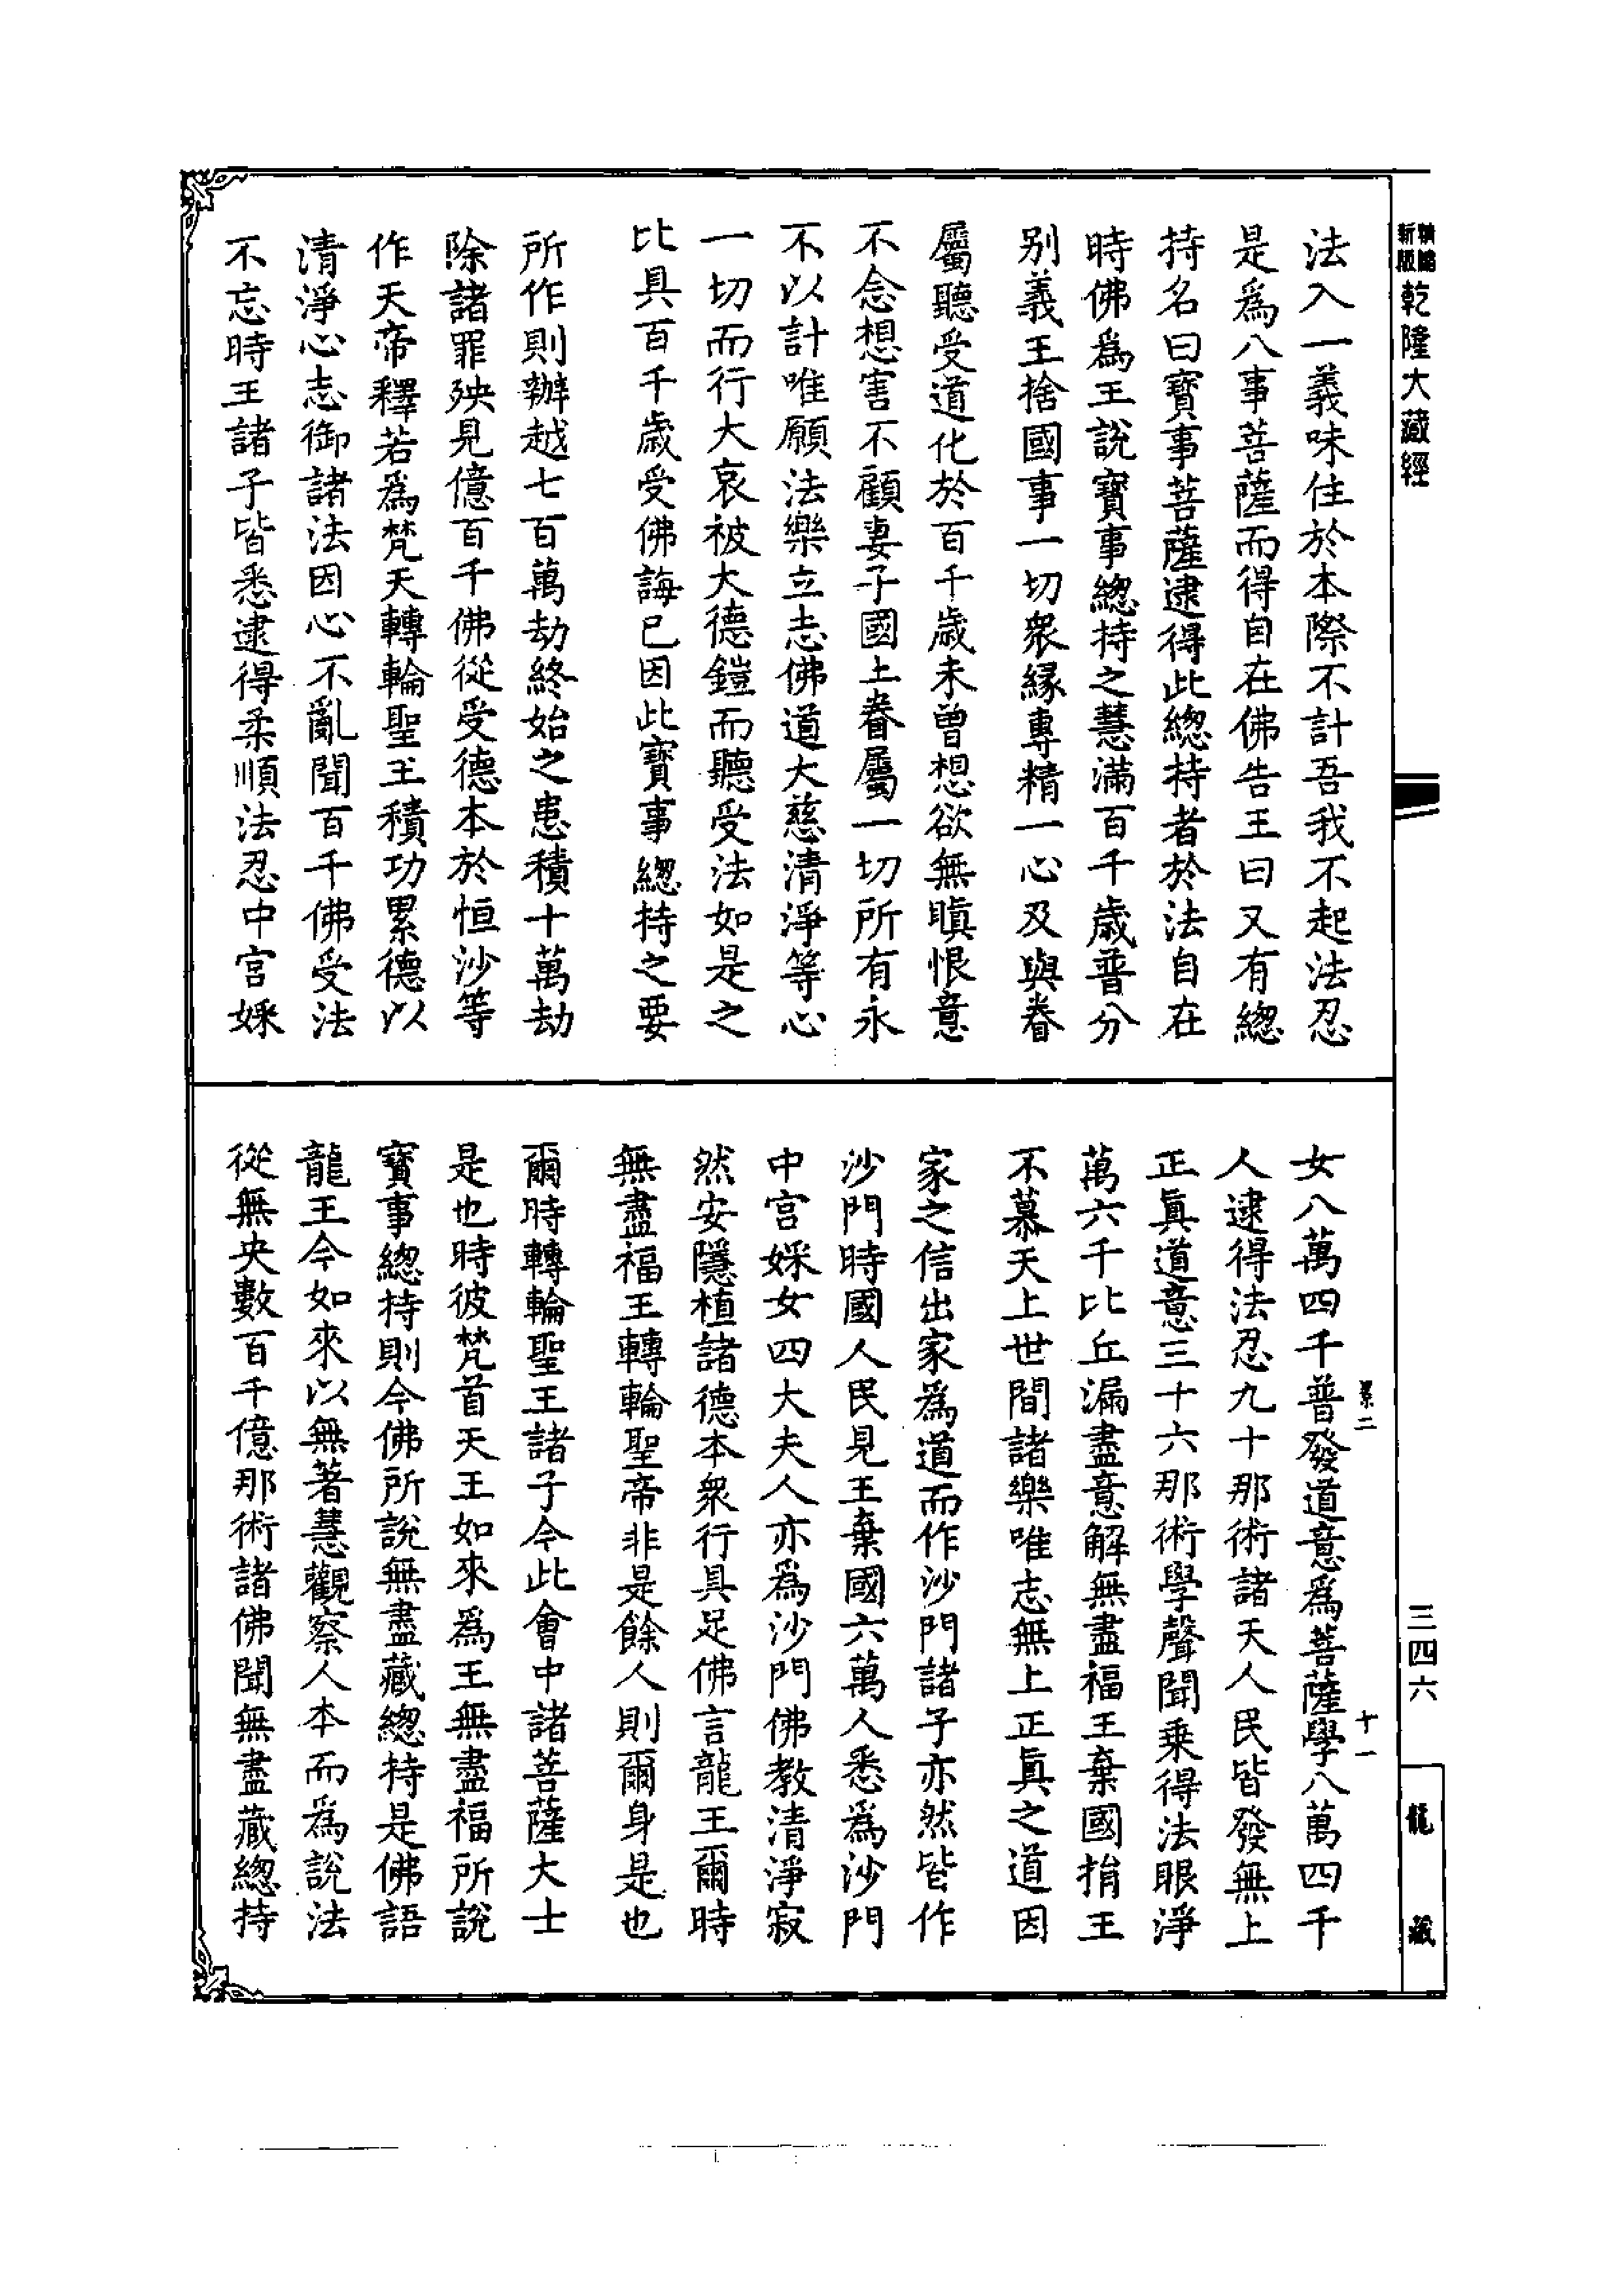 新版
精縮
乾隆大藏經
法入一義味住於本際不計吾我不起法忍
是為八事菩薩而得自在佛告王曰又有緫
持名曰寶事菩薩逮得此緫持者於法自在
時佛為王說寶事緫持之慧滿百千歲普分
别義王捨國事一切衆縁專精一心及與眷
屬聽受道化於百千歲未曾想欲無瞋恨意
不念想害不顧妻子國土眷屬一切所有永
不以計唯願法樂立志佛道大慈清淨等心
一切而行大哀被大德鎧而聽受法如是之
比具百千歲受佛誨已因此寶事緫持之要
所作則辦越七百萬劫終始之患積十萬劫
除諸罪殃見億百千佛從受德本於恒沙等
作天帝釋若為梵天轉輪聖王積功累德以
清淨心志御諸法因心不亂聞百千佛受法
不忘時王諸子皆悉逮得柔順法忍中宮婇
女八萬四千普發道意為菩薩學八萬四千
人逮得法忍九十那術諸天人民皆發無上
正眞道意三十六那術學聲聞乗得法眼淨
萬六千比丘漏盡意解無盡福王棄國捐王
不慕天上世間諸樂唯志無上正眞之道因
家之信出家為道而作沙門諸子亦然皆作
沙門時國人民見王棄國六萬人悉為沙門
中宮婇女四大夫人亦為沙門佛教清淨寂
然安隱植諸德本衆行具足佛言龍王爾時
無盡福王轉輪聖帝非是餘人則爾身是也
爾時轉輪聖王諸子今此會中諸菩薩大士
是也時彼梵首天王如來為王無盡福所說
寶事緫持則今佛所說無盡藏緫持是佛語
龍王今如來以無著慧觀察人本而為說法
從無央數百千億那術諸佛聞無盡藏緫持
累二
十一
三四六
龍藏